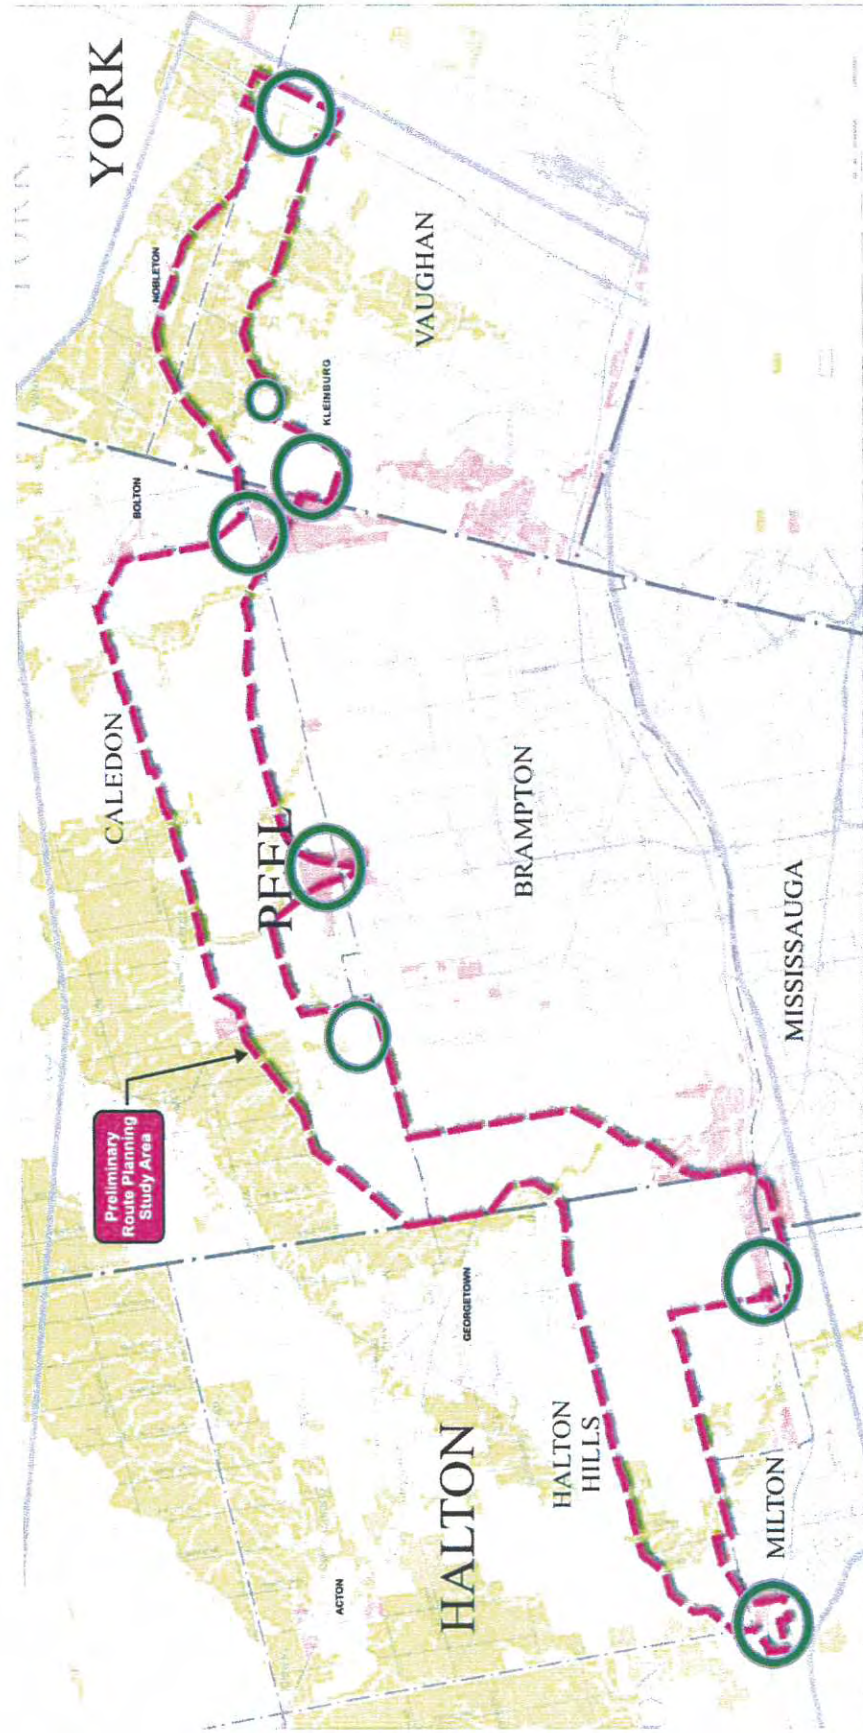 YORK
NOBLETON
VAUGHAN
KLEINBURG
BOLTON
CALEDON
PEEL
BRAMPTON
MISSISSAUGA
Preliminary
Route Planning
Study Area
GEORGETOWN
HALTON
HALTON
HILLS
ACTON
MILTON